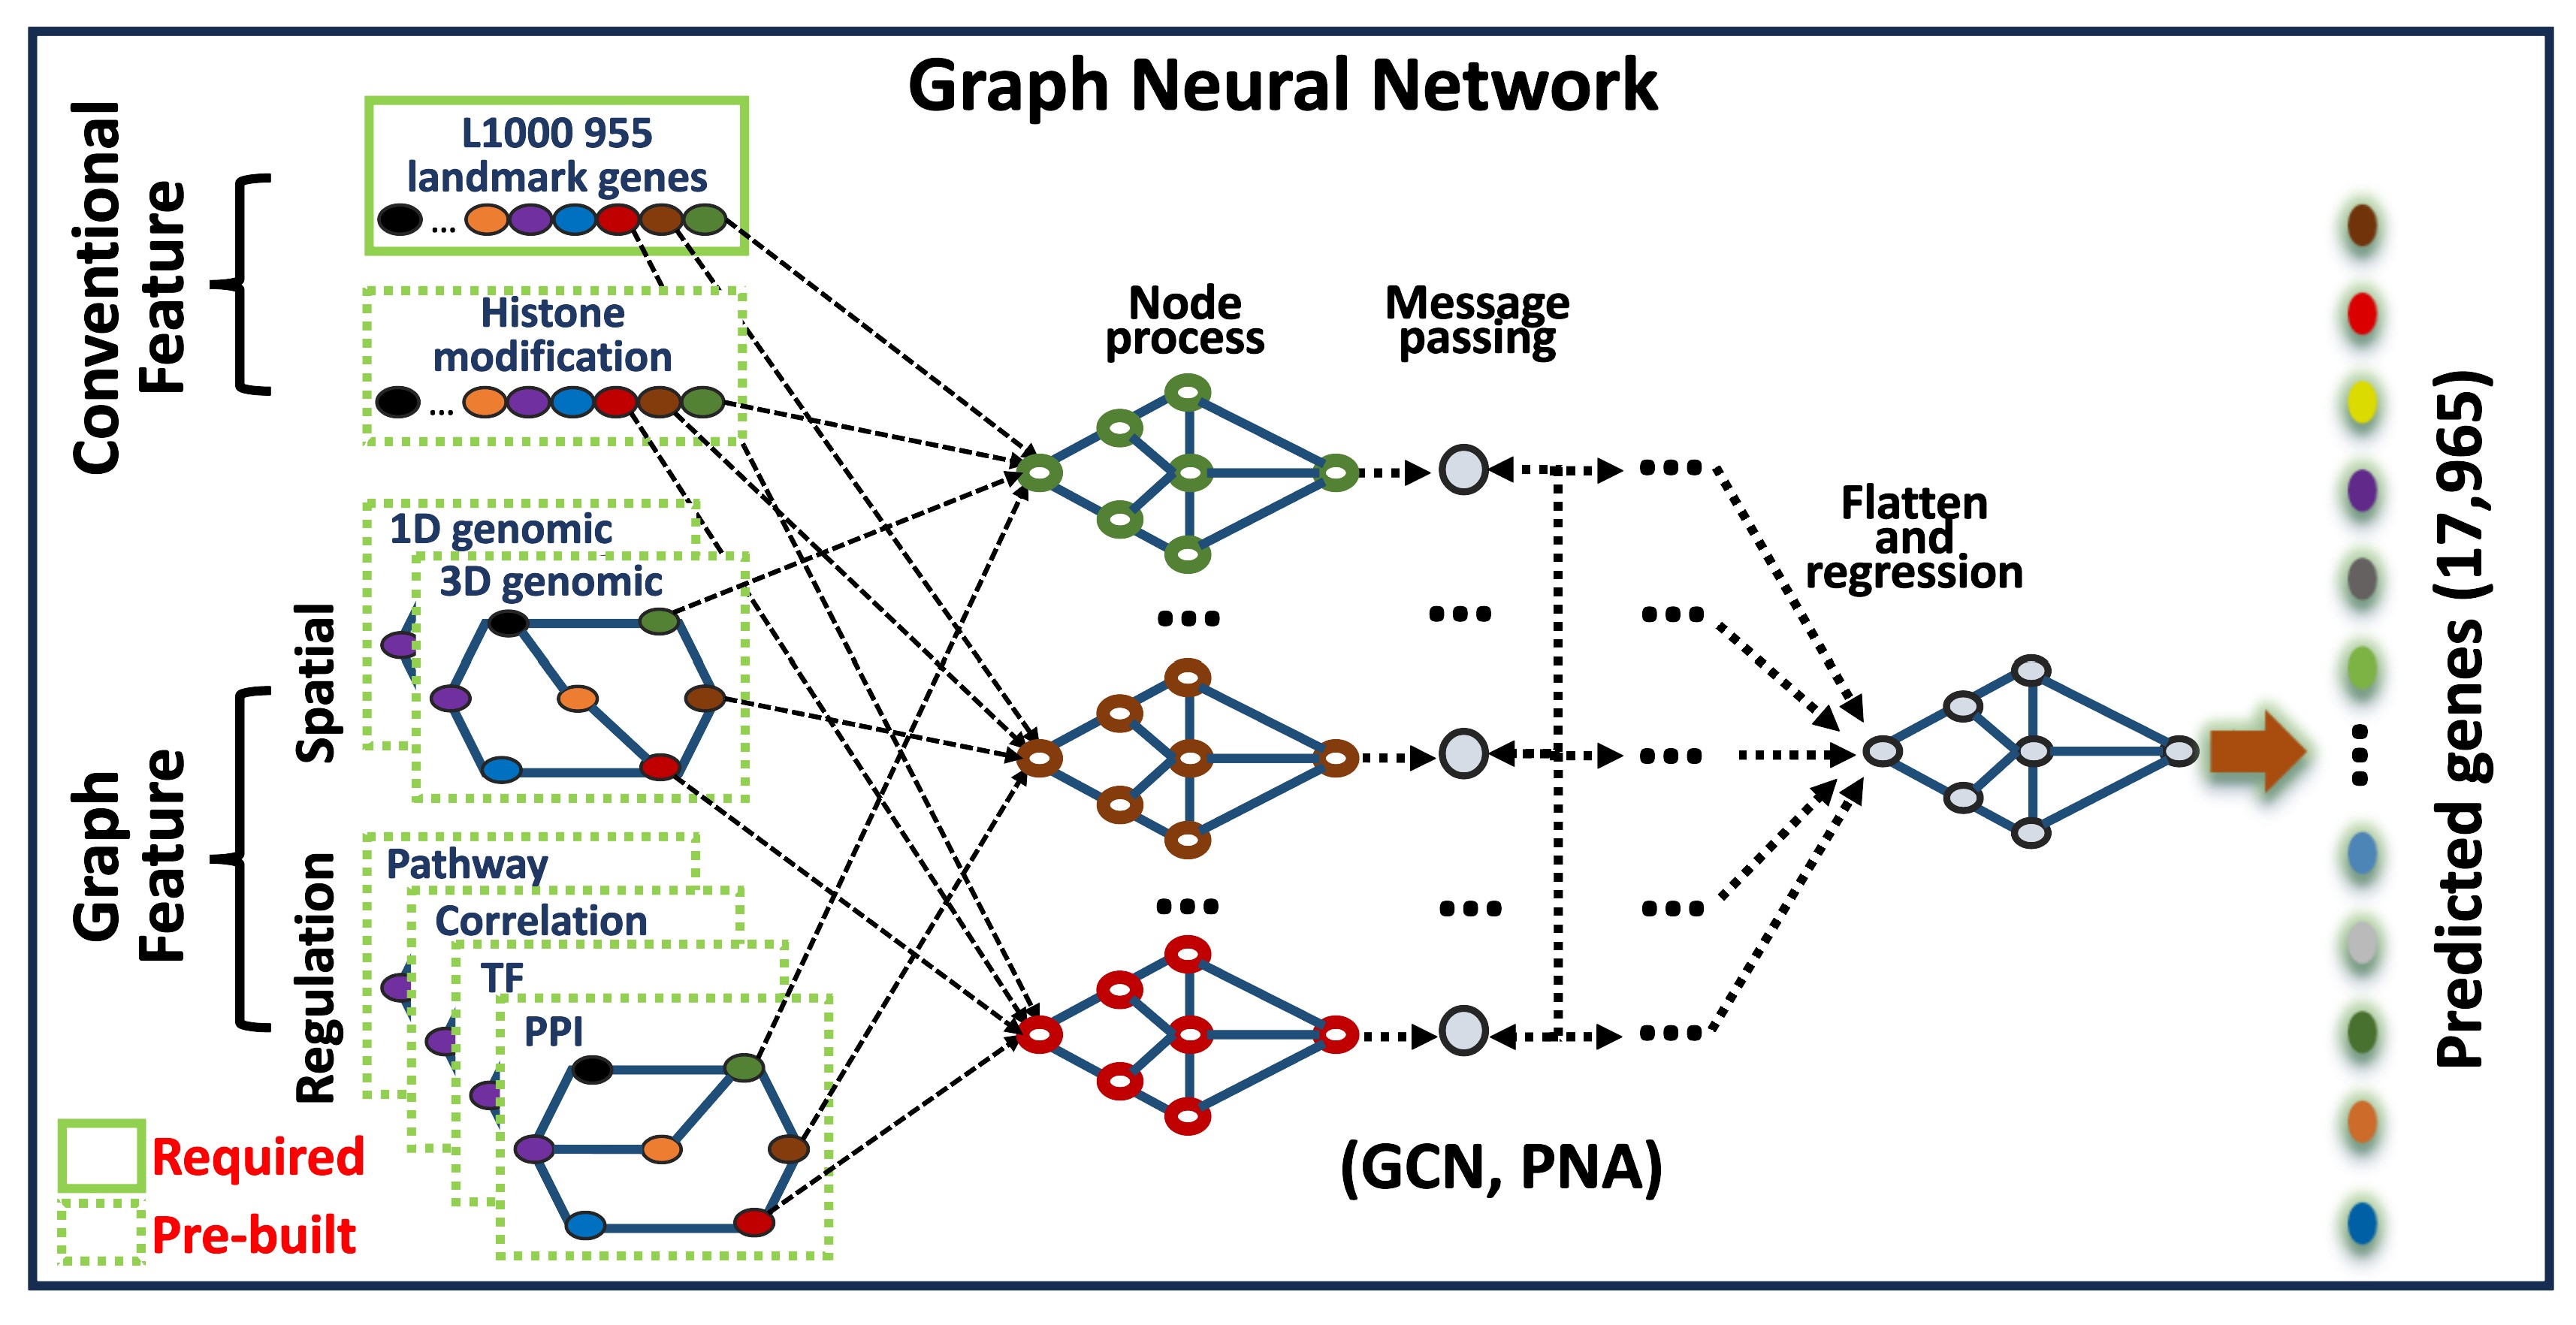 Graph Neural Network
Conventional
Feature
L1000 955
landmark genes
...
Histone
modification
...
Graph
Feature
Spatial
1D genomic
3D genomic
Regulation
Pathway
Correlation
TF
PPI
Required
Pre-built
Node
process
Message
passing
(GCN, PNA)
Flatten
and
regression
Predicted genes (17,965)